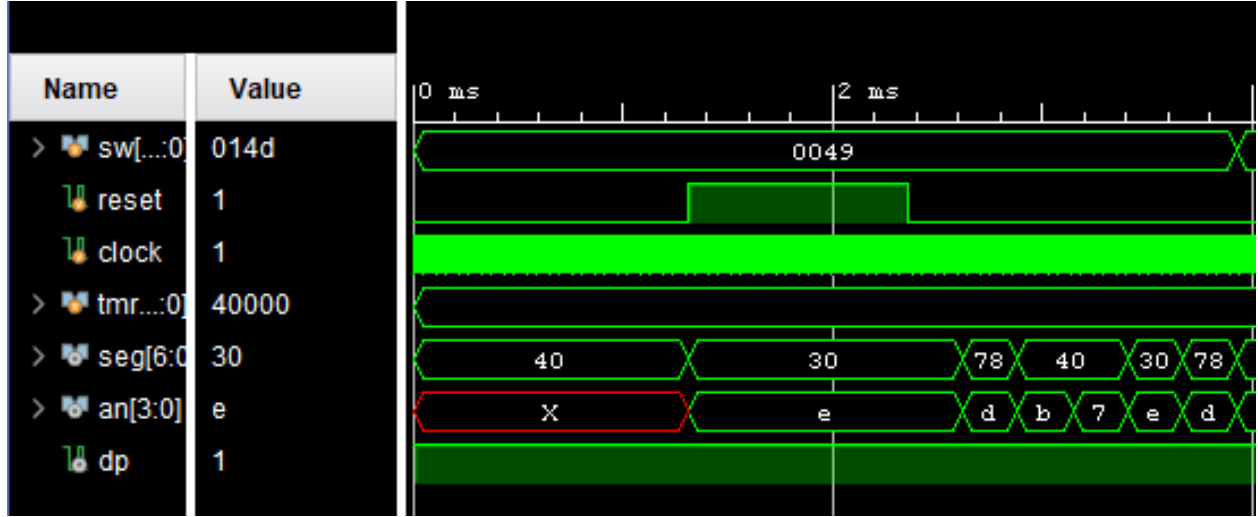 Name Value 0 ms 2 ms
sw[...:0] 014d 0049
reset 1
clock 1
tmr...:0] 40000
seg[6:0 30 40 30 78 40 30 78
an[3:0] e X e d b 7 e d
dp 1